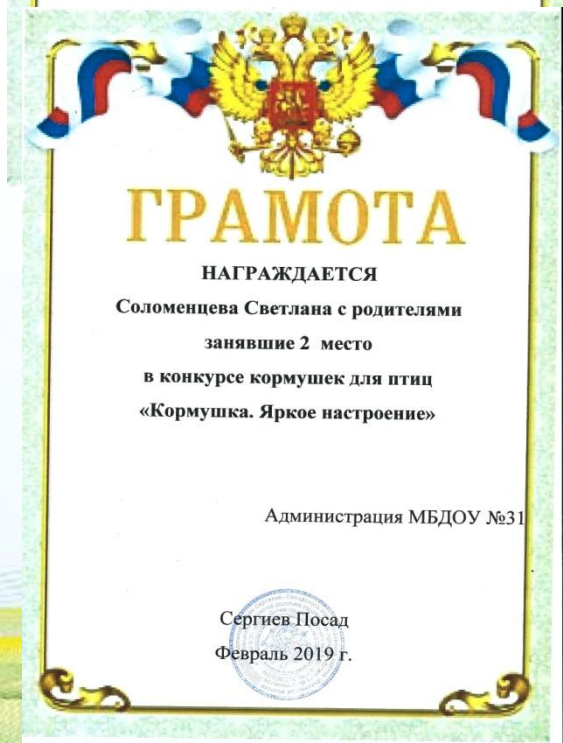 ГРАМОТА
НАГРАЖДАЕТСЯ
Соломенцева Светлана с родителями
занявшие 2 место
в конкурсе кормушек для птиц
«Кормушка. Яркое настроение»
Администрация МБДОУ №31
Сергиев Посад
Февраль 2019 г.